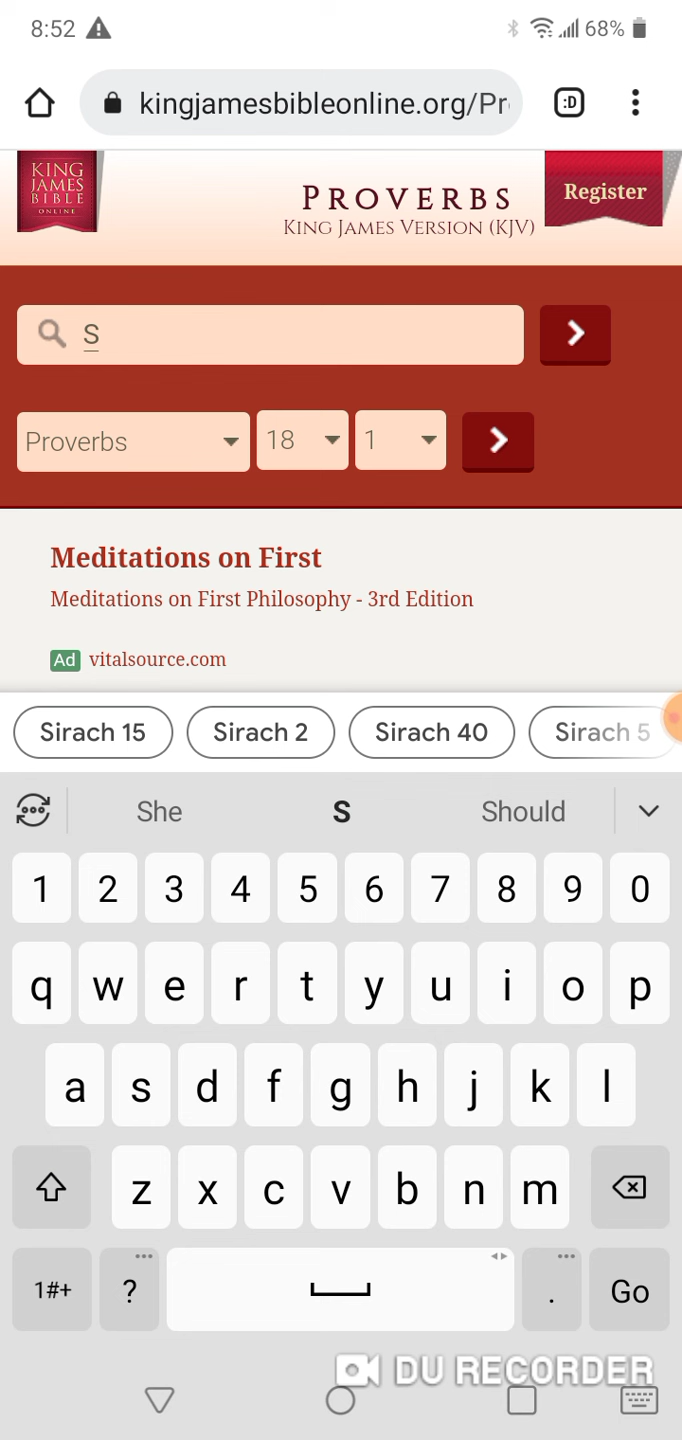 8:52
68%
kingjamesbibleonline.org/Pr
:D
KING
JAMES
BIBLE
ONLINE
PROVERBS
KING JAMES VERSION (KJV)
Register
S
Proverbs 18 1
Meditations on First
Meditations on First Philosophy - 3rd Edition
Ad vitalsource.com
Sirach 15 Sirach 2 Sirach 40 Sirach 5
She S Should
1 2 3 4 5 6 7 8 9 0
q w e r t y u i o p
a s d f g h j k l
z x c v b n m
1#+ ? . Go
DU RECORDER